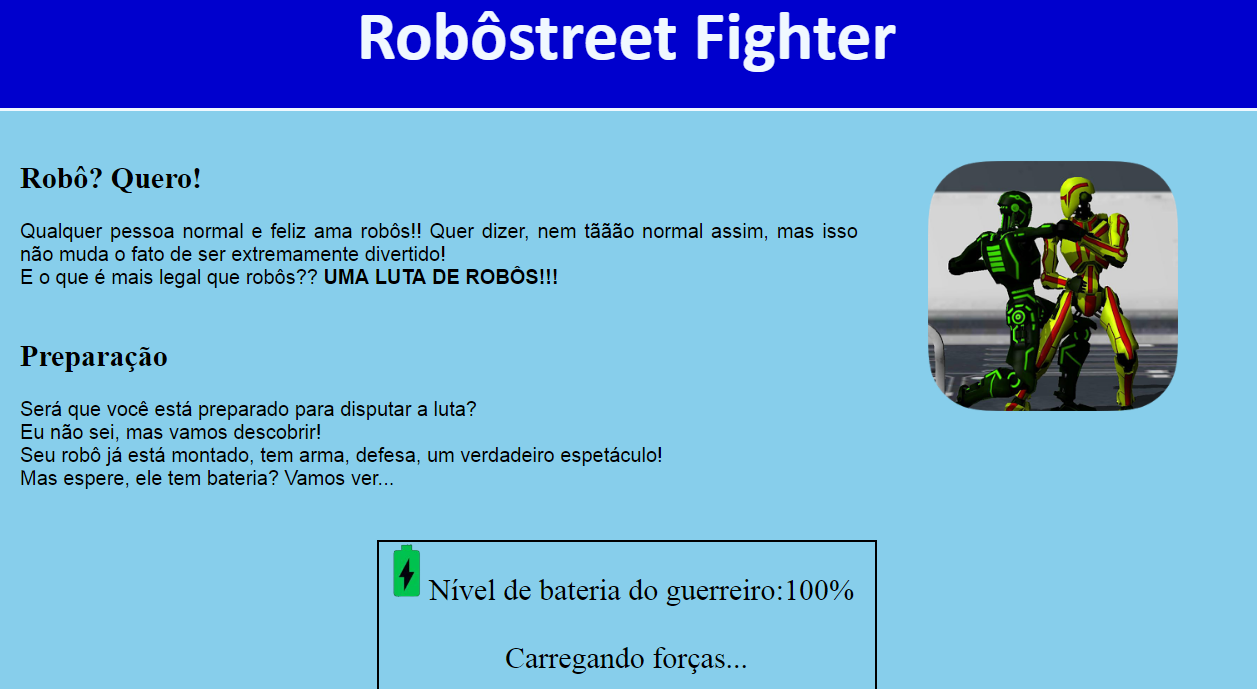 Robôstreet Fighter
Robô? Quero!
Qualquer pessoa normal e feliz ama robôs!! Quer dizer, nem tããão normal assim, mas isso
não muda o fato de ser extremamente divertido!
E o que é mais legal que robôs?? UMA LUTA DE ROBÔS!!!
Preparação
Será que você está preparado para disputar a luta?
Eu não sei, mas vamos descobrir!
Seu robô já está montado, tem arma, defesa, um verdadeiro espetáculo!
Mas espere, ele tem bateria? Vamos ver...
Nível de bateria do guerreiro:100%
Carregando forças...